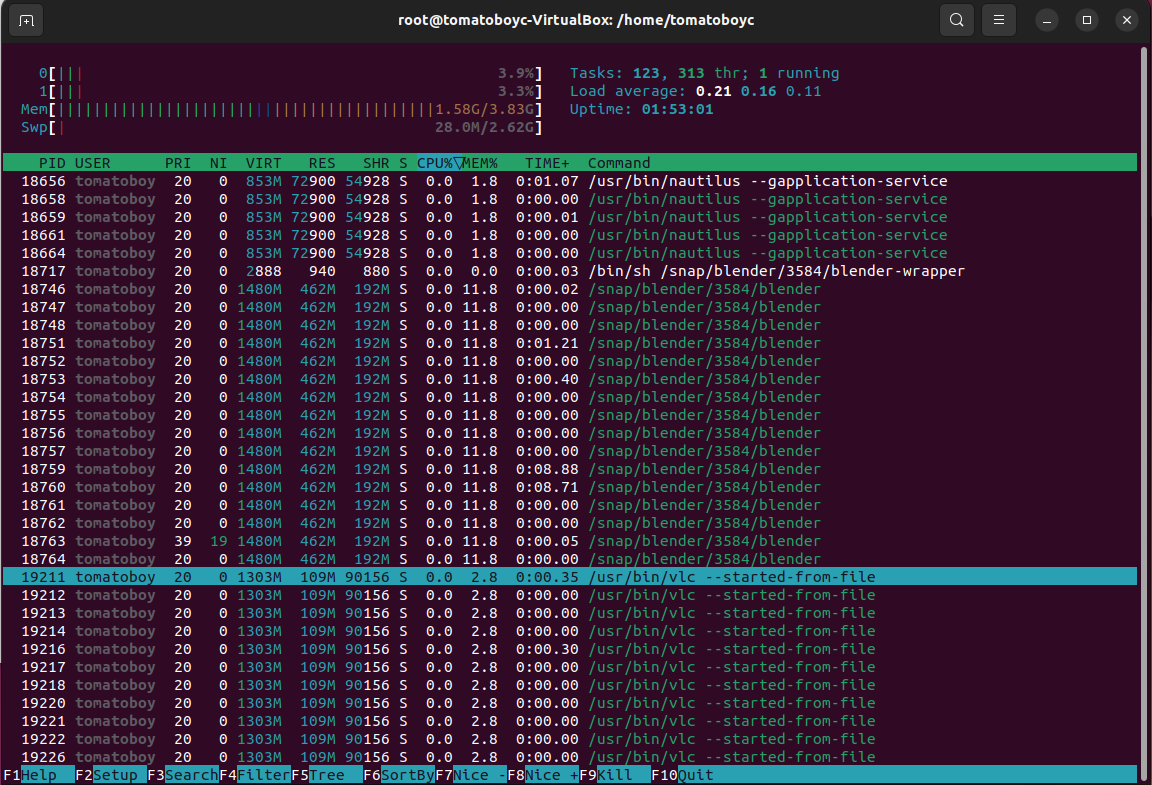 root@tomatoboyc-VirtualBox: /home/tomatoboyc
0[||| 3.9%] Tasks: 123, 313 thr; 1 running
1[||| 3.3%] Load average: 0.21 0.16 0.11
Mem[||||||||||||||||||||||||||||||||||||||||||1.58G/3.83G] Uptime: 01:53:01
Swp[| 28.0M/2.62G]
PID USER PRI NI VIRT RES SHR S CPU%▽MEM% TIME+ Command
18656 tomatoboy 20 0 853M 72900 54928 S 0.0 1.8 0:01.07 /usr/bin/nautilus --gapplication-service
18658 tomatoboy 20 0 853M 72900 54928 S 0.0 1.8 0:00.00 /usr/bin/nautilus --gapplication-service
18659 tomatoboy 20 0 853M 72900 54928 S 0.0 1.8 0:00.01 /usr/bin/nautilus --gapplication-service
18661 tomatoboy 20 0 853M 72900 54928 S 0.0 1.8 0:00.00 /usr/bin/nautilus --gapplication-service
18664 tomatoboy 20 0 853M 72900 54928 S 0.0 1.8 0:00.00 /usr/bin/nautilus --gapplication-service
18717 tomatoboy 20 0 2888 940 880 S 0.0 0.0 0:00.03 /bin/sh /snap/blender/3584/blender-wrapper
18746 tomatoboy 20 0 1480M 462M 192M S 0.0 11.8 0:00.02 /snap/blender/3584/blender
18747 tomatoboy 20 0 1480M 462M 192M S 0.0 11.8 0:00.00 /snap/blender/3584/blender
18748 tomatoboy 20 0 1480M 462M 192M S 0.0 11.8 0:00.00 /snap/blender/3584/blender
18751 tomatoboy 20 0 1480M 462M 192M S 0.0 11.8 0:01.21 /snap/blender/3584/blender
18752 tomatoboy 20 0 1480M 462M 192M S 0.0 11.8 0:00.00 /snap/blender/3584/blender
18753 tomatoboy 20 0 1480M 462M 192M S 0.0 11.8 0:00.40 /snap/blender/3584/blender
18754 tomatoboy 20 0 1480M 462M 192M S 0.0 11.8 0:00.00 /snap/blender/3584/blender
18755 tomatoboy 20 0 1480M 462M 192M S 0.0 11.8 0:00.00 /snap/blender/3584/blender
18756 tomatoboy 20 0 1480M 462M 192M S 0.0 11.8 0:00.00 /snap/blender/3584/blender
18757 tomatoboy 20 0 1480M 462M 192M S 0.0 11.8 0:00.00 /snap/blender/3584/blender
18759 tomatoboy 20 0 1480M 462M 192M S 0.0 11.8 0:08.88 /snap/blender/3584/blender
18760 tomatoboy 20 0 1480M 462M 192M S 0.0 11.8 0:08.71 /snap/blender/3584/blender
18761 tomatoboy 20 0 1480M 462M 192M S 0.0 11.8 0:00.00 /snap/blender/3584/blender
18762 tomatoboy 20 0 1480M 462M 192M S 0.0 11.8 0:00.00 /snap/blender/3584/blender
18763 tomatoboy 39 19 1480M 462M 192M S 0.0 11.8 0:00.05 /snap/blender/3584/blender
18764 tomatoboy 20 0 1480M 462M 192M S 0.0 11.8 0:00.00 /snap/blender/3584/blender
19211 tomatoboy 20 0 1303M 109M 90156 S 0.0 2.8 0:00.35 /usr/bin/vlc --started-from-file
19212 tomatoboy 20 0 1303M 109M 90156 S 0.0 2.8 0:00.00 /usr/bin/vlc --started-from-file
19213 tomatoboy 20 0 1303M 109M 90156 S 0.0 2.8 0:00.00 /usr/bin/vlc --started-from-file
19214 tomatoboy 20 0 1303M 109M 90156 S 0.0 2.8 0:00.00 /usr/bin/vlc --started-from-file
19216 tomatoboy 20 0 1303M 109M 90156 S 0.0 2.8 0:00.30 /usr/bin/vlc --started-from-file
19217 tomatoboy 20 0 1303M 109M 90156 S 0.0 2.8 0:00.00 /usr/bin/vlc --started-from-file
19218 tomatoboy 20 0 1303M 109M 90156 S 0.0 2.8 0:00.00 /usr/bin/vlc --started-from-file
19220 tomatoboy 20 0 1303M 109M 90156 S 0.0 2.8 0:00.00 /usr/bin/vlc --started-from-file
19221 tomatoboy 20 0 1303M 109M 90156 S 0.0 2.8 0:00.00 /usr/bin/vlc --started-from-file
19222 tomatoboy 20 0 1303M 109M 90156 S 0.0 2.8 0:00.00 /usr/bin/vlc --started-from-file
19226 tomatoboy 20 0 1303M 109M 90156 S 0.0 2.8 0:00.00 /usr/bin/vlc --started-from-file
F1Help F2Setup F3SearchF4FilterF5Tree F6SortByF7Nice -F8Nice +F9Kill F10Quit